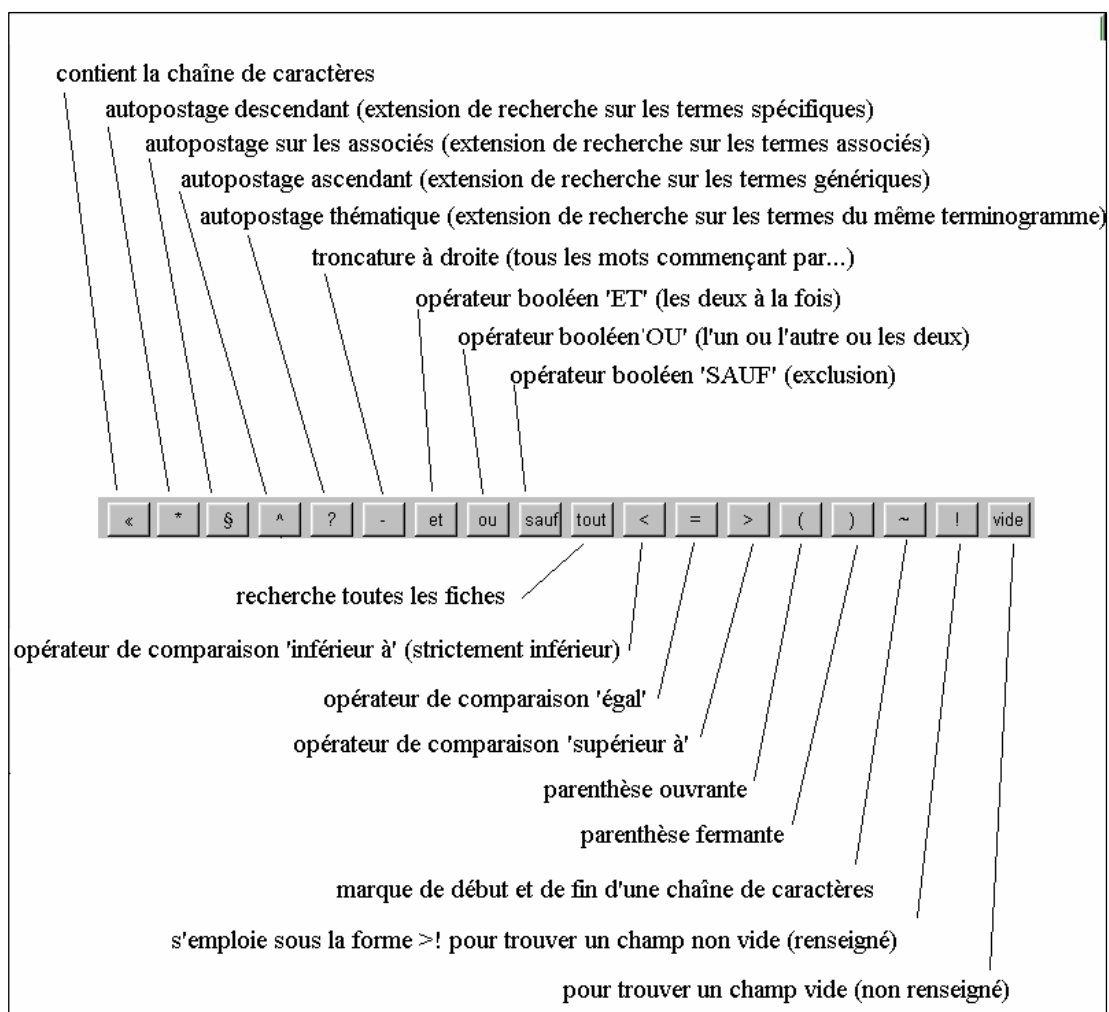 contient la chaîne de caractères
autopostage descendant (extension de recherche sur les termes spécifiques)
autopostage sur les associés (extension de recherche sur les termes associés)
autopostage ascendant (extension de recherche sur les termes génériques)
autopostage thématique (extension de recherche sur les termes du même terminogramme)
troncature à droite (tous les mots commençant par...)
opérateur booléen 'ET' (les deux à la fois)
opérateur booléen'OU' (l'un ou l'autre ou les deux)
opérateur booléen 'SAUF' (exclusion)
« * § ^ ? - et ou sauf tout < = > ( ) ~ ! vide
recherche toutes les fiches
opérateur de comparaison 'inférieur à' (strictement inférieur)
opérateur de comparaison 'égal'
opérateur de comparaison 'supérieur à'
parenthèse ouvrante
parenthèse fermante
marque de début et de fin d'une chaîne de caractères
s'emploie sous la forme >! pour trouver un champ non vide (renseigné)
pour trouver un champ vide (non renseigné)